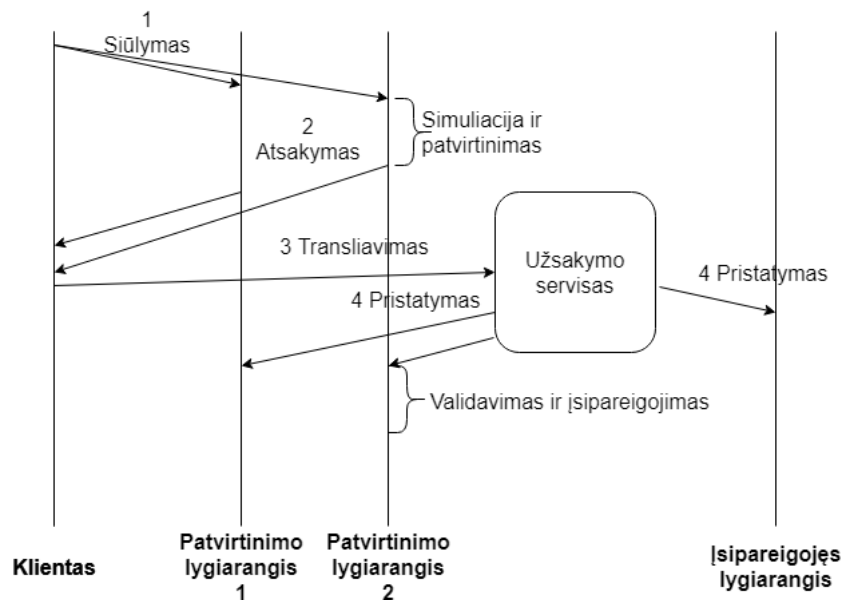 1
Siūlymas
2
Atsakymas
Simuliacija ir
patvirtinimas
3 Transliavimas
Užsakymo
servisas
4 Pristatymas
4 Pristatymas
Validavimas ir įsipareigojimas
Klientas
Patvirtinimo
lygiarangis
1
Patvirtinimo
lygiarangis
2
Įsipareigojęs
lygiarangis